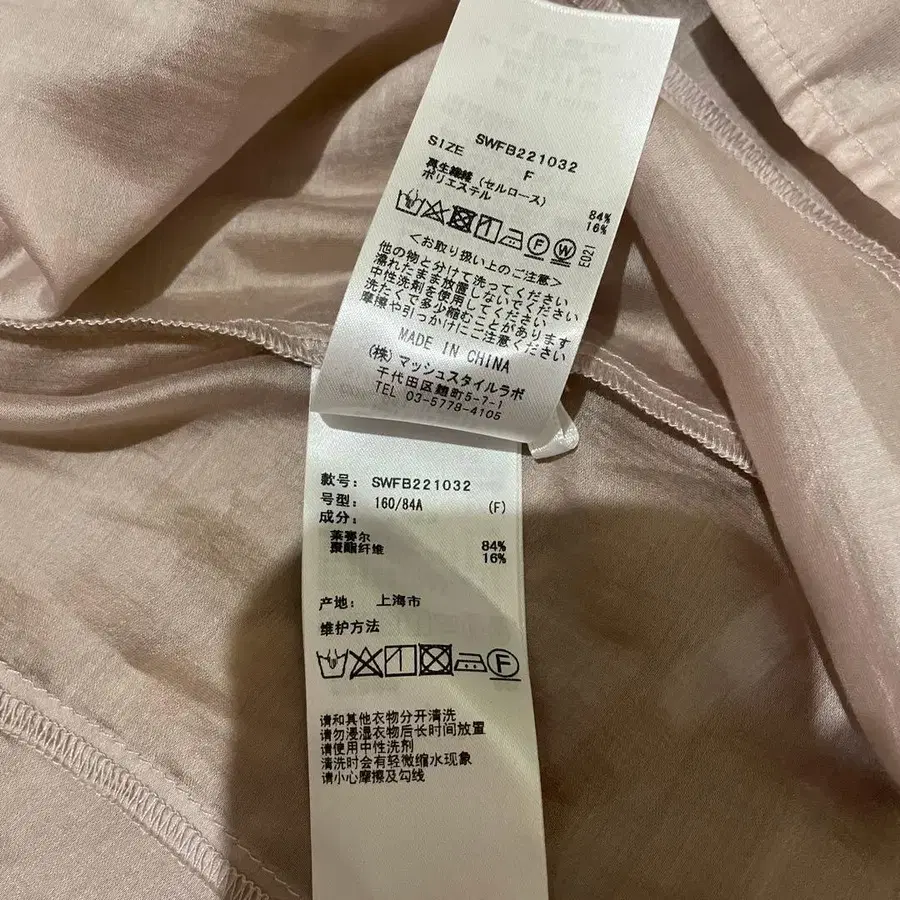 SWFB221032
SIZE F
再生繊維 (セルロース) 84%
ポリエステル 16%
F W
E021
<お取り扱い上のご注意>
他の物と分けて洗ってください
濡れたまま放置しないでください
中性洗剤を使用してください
洗たくで多少縮むことがあります
摩擦や引っかけにご注意ください
MADE IN CHINA
(株)マッシュスタイルラボ
千代田区麹町5-7-1
TEL 03-5778-4105
款号: SWFB221032
号型: 160/84A (F)
成分:
莱赛尔 84%
聚酯纤维 16%
产地: 上海市
维护方法
F
请和其他衣物分开清洗
请勿浸湿衣物后长时间放置
请使用中性洗剂
清洗时会有轻微缩水现象
请小心摩擦及勾线